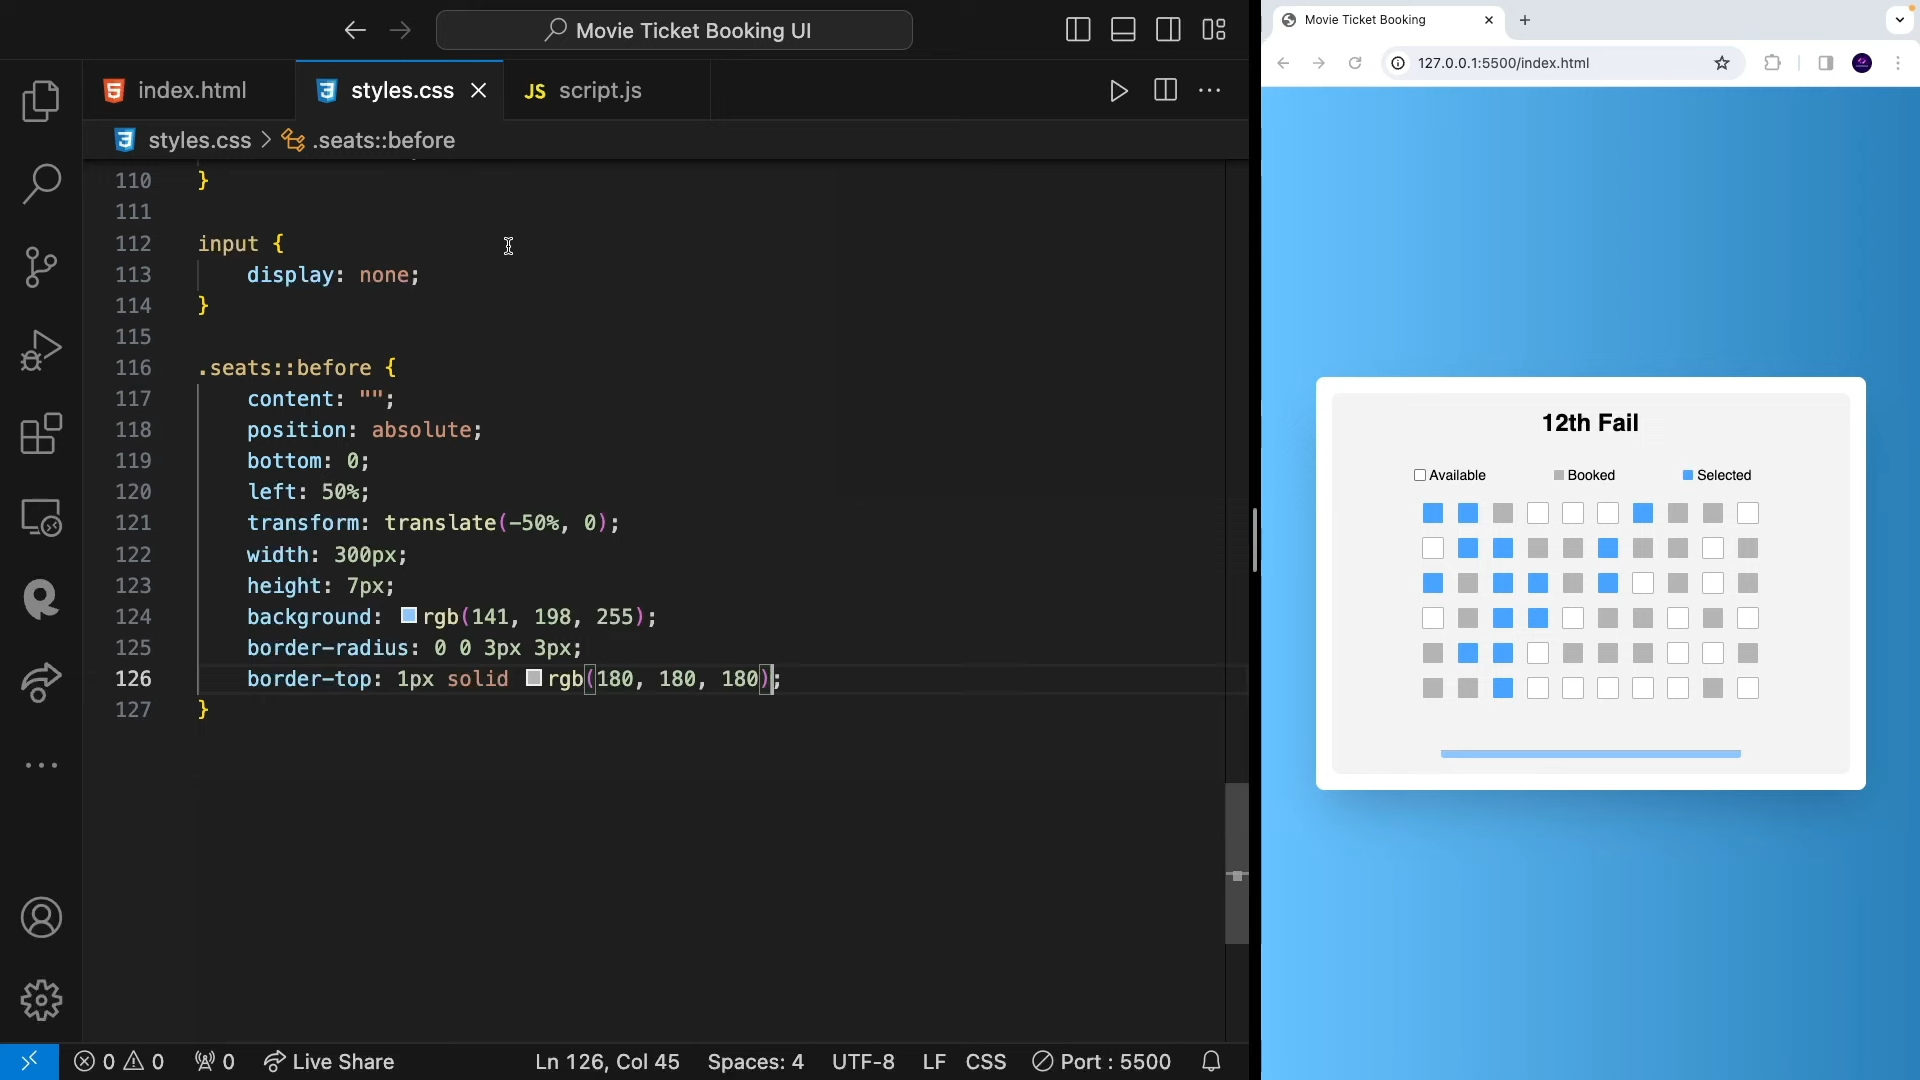 Movie Ticket Booking UI
index.html
styles.css
JS script.js
styles.css > .seats::before
110 }
111
112 input {
113 display: none;
114 }
115
116 .seats::before {
117 content: "";
118 position: absolute;
119 bottom: 0;
120 left: 50%;
121 transform: translate(-50%, 0);
122 width: 300px;
123 height: 7px;
124 background: rgb(141, 198, 255);
125 border-radius: 0 0 3px 3px;
126 border-top: 1px solid rgb(180, 180, 180);
127 }
0 0 0 Live Share Ln 126, Col 45 Spaces: 4 UTF-8 LF CSS Port : 5500
Movie Ticket Booking
127.0.0.1:5500/index.html
12th Fail
Available Booked Selected